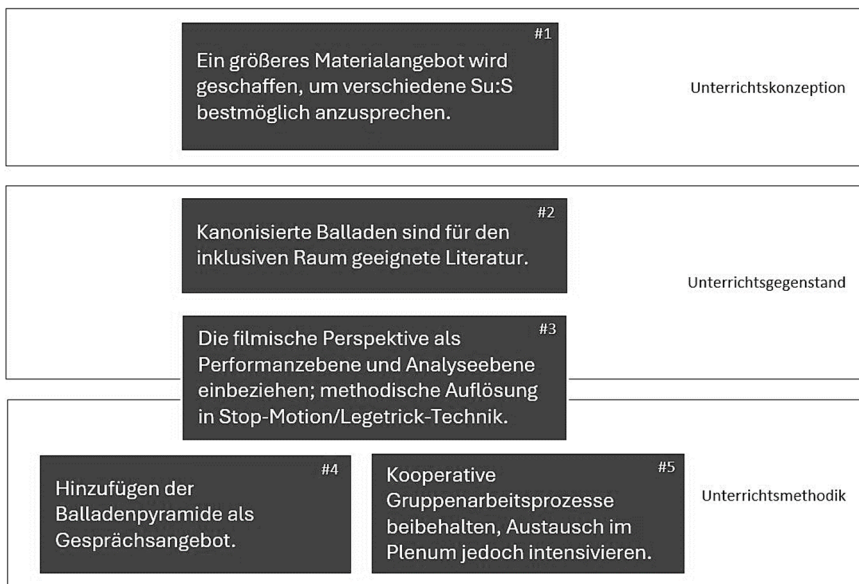 #1
Ein größeres Materialangebot wird
geschaffen, um verschiedene Su:S
bestmöglich anzusprechen.
Unterrichtskonzeption
#2
Kanonisierte Balladen sind für den
inklusiven Raum geeignete Literatur.
Unterrichtsgegenstand
#3
Die filmische Perspektive als
Performanzebene und Analyseebene
einbeziehen; methodische Auflösung
in Stop-Motion/Legetrick-Technik.
#4
Hinzufügen der
Balladenpyramide als
Gesprächsangebot.
#5
Kooperative
Gruppenarbeitsprozesse
beibehalten, Austausch im
Plenum jedoch intensivieren.
Unterrichtsmethodik